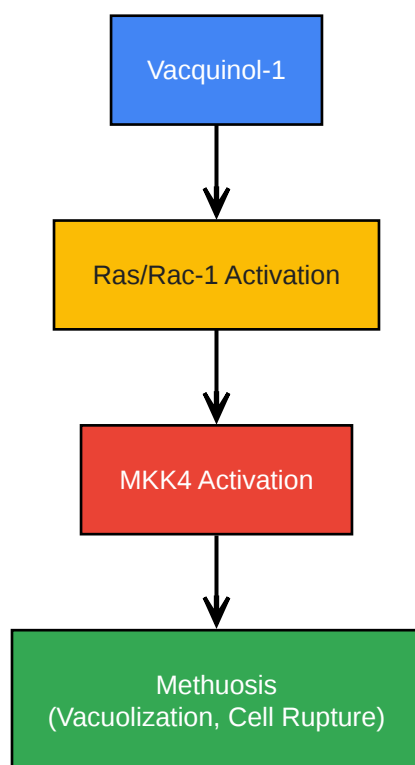 Vacquinol-1
Ras/Rac-1 Activation
MKK4 Activation
Methuosis
(Vacuolization, Cell Rupture)